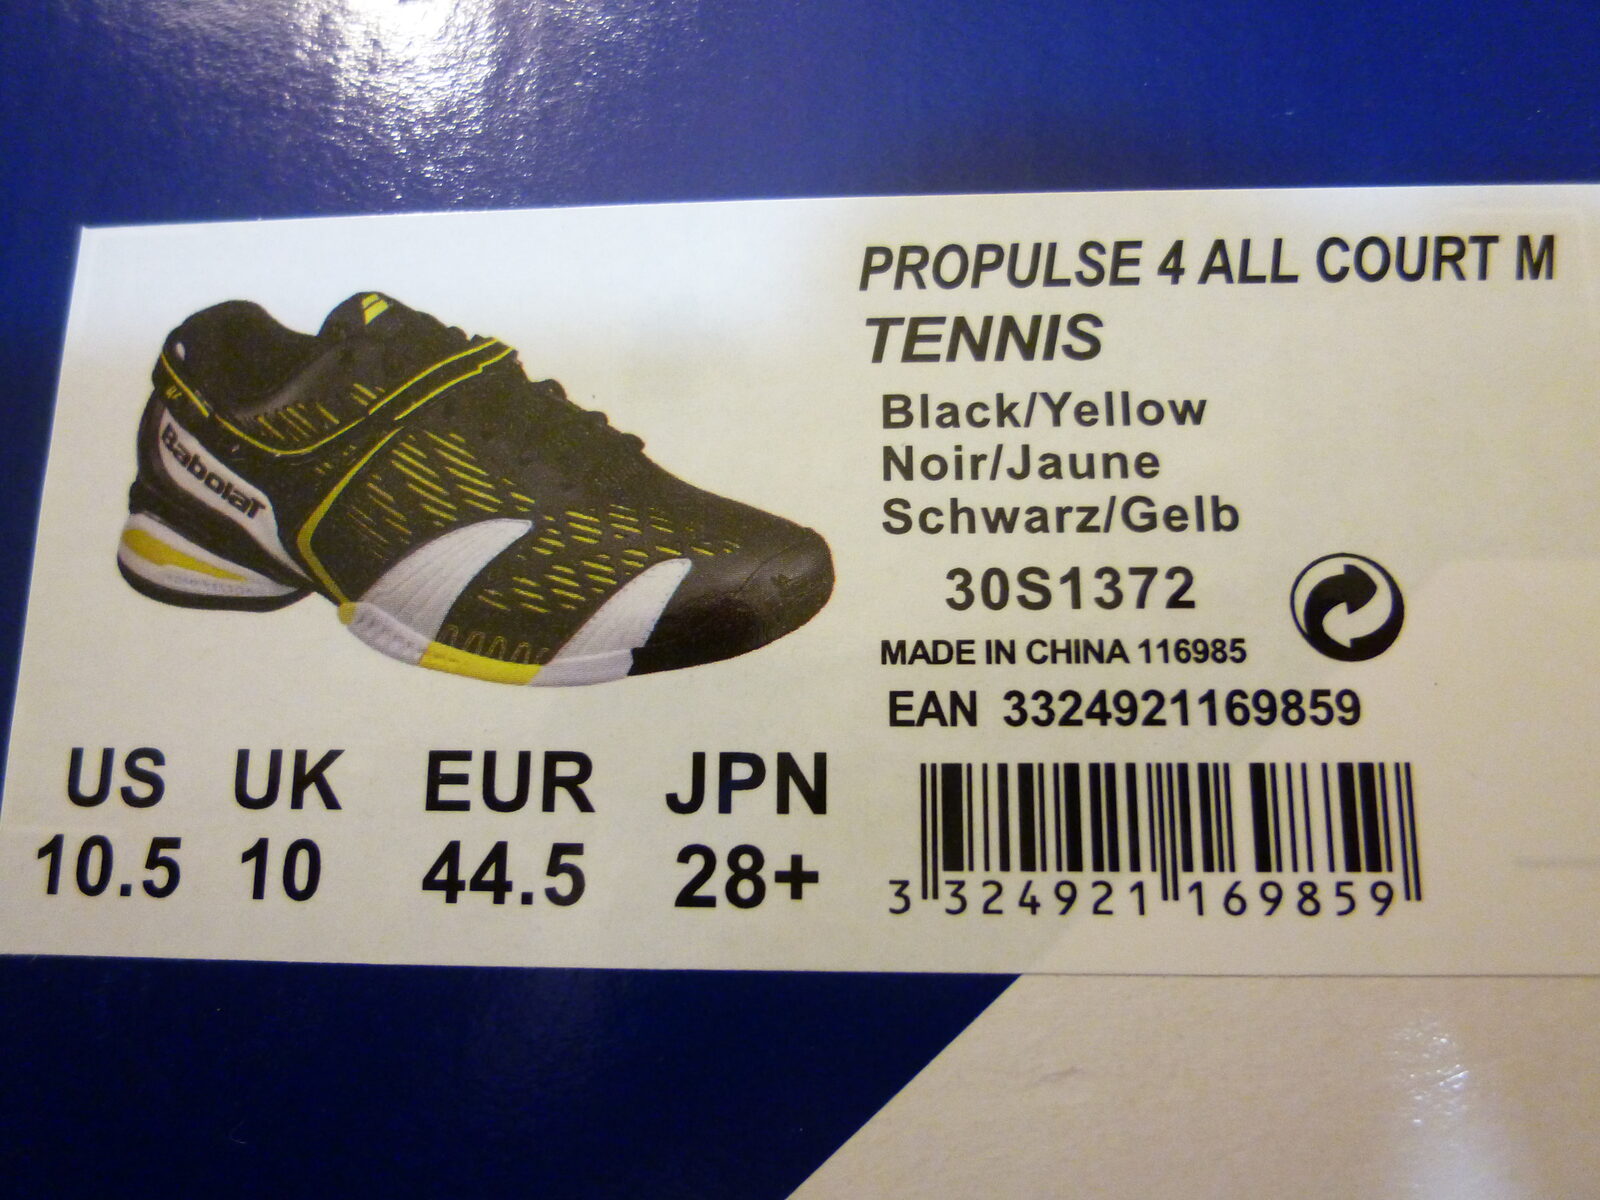 PROPULSE 4 ALL COURT M
TENNIS
Black/Yellow
Noir/Jaune
Schwarz/Gelb
30S1372
MADE IN CHINA 116985
EAN 3324921169859
3 324921 169859
BabolaT
US UK EUR JPN
10.5 10 44.5 28+